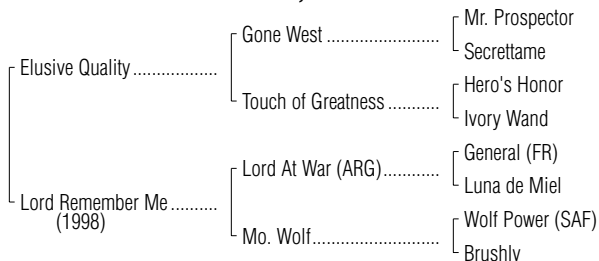 Mr. Prospector
Gone West
Secrettame
Elusive Quality
Hero's Honor
Touch of Greatness
Ivory Wand
General (FR)
Lord At War (ARG)
Luna de Miel
Lord Remember Me
(1998)
Wolf Power (SAF)
Mo. Wolf
Brushly